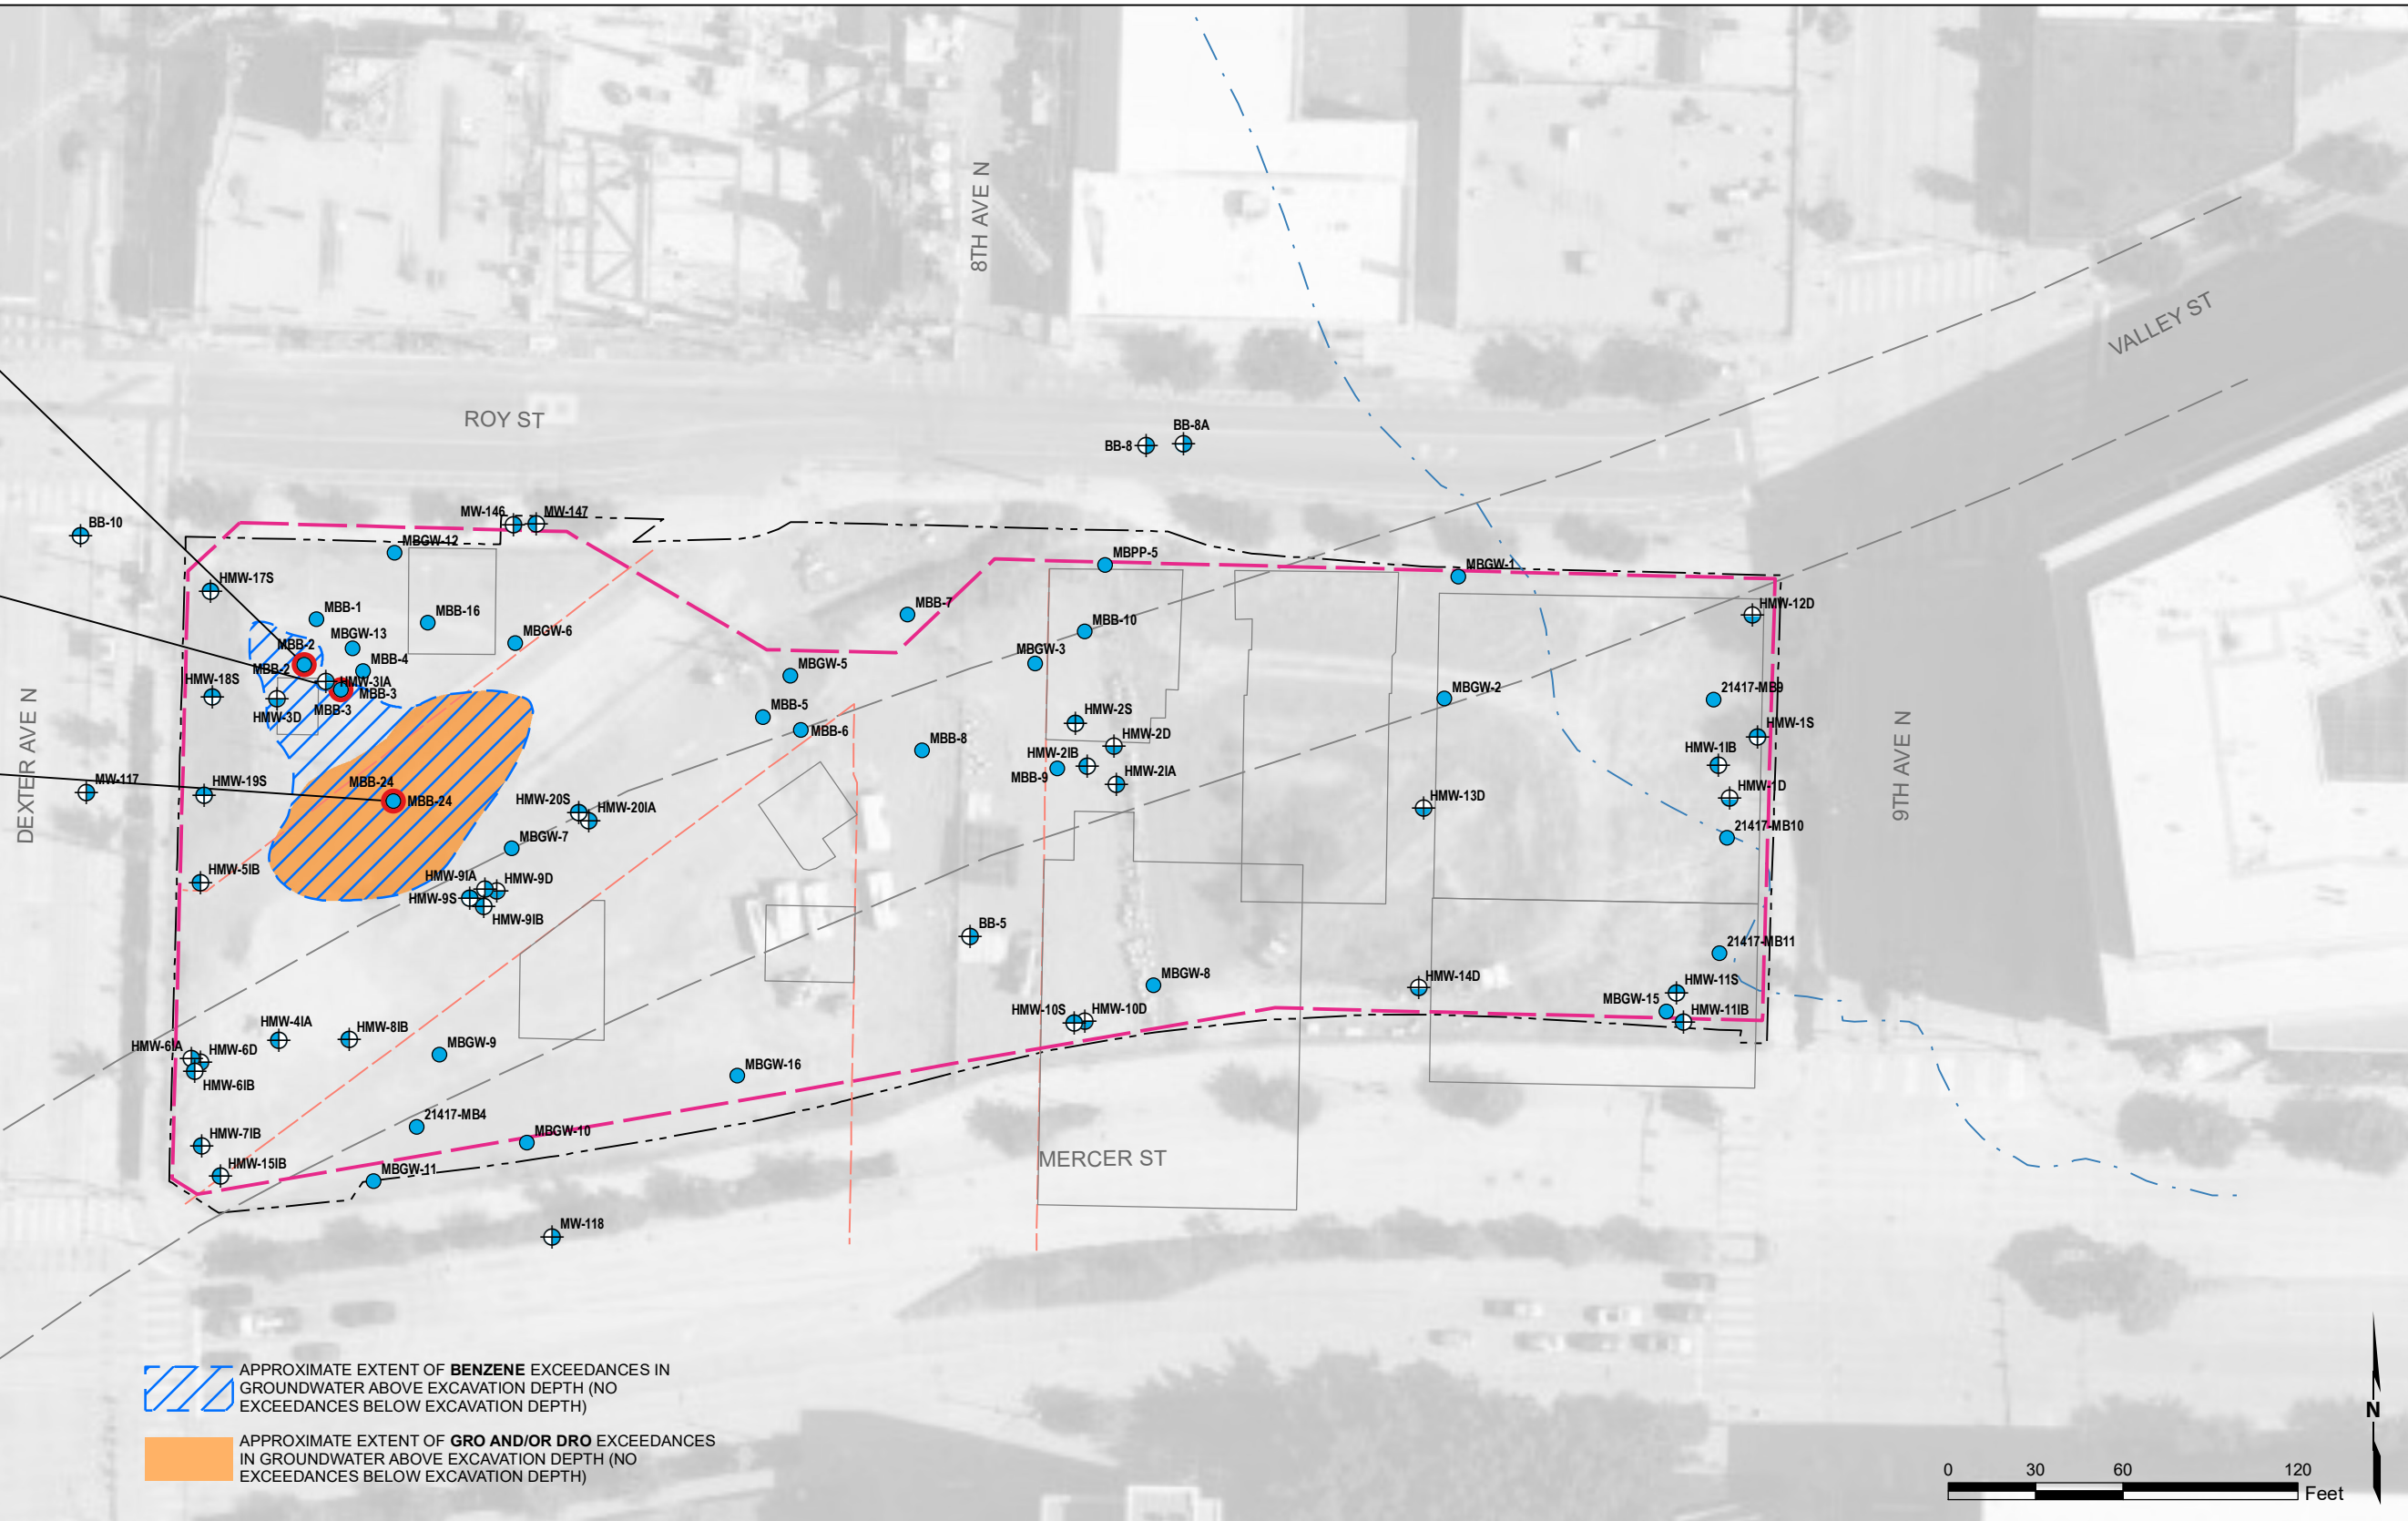 8TH AVE N
VALLEY ST
ROY ST
BB-8
BB-8A
BB-10
MW-146
MW-147
MBGW-12
MBPP-5
MBGW-1
HMW-17S
MBB-1
MBB-16
MBB-7
HMW-12D
MBGW-13
MBGW-6
MBB-10
MBB-2
MBB-4
MBGW-3
MBGW-5
MBB-2
HMW-18S
HMW-3IA
MBB-3
MBGW-2
21417-MB9
HMW-3D
MBB-3
MBB-5
MBB-6
HMW-2S
HMW-1S
DEXTER AVE N
9TH AVE N
MBB-8
HMW-2D
HMW-2IB
HMW-1IB
MBB-9
HMW-2IA
MW-117
HMW-19S
MBB-24
MBB-24
HMW-20S
HMW-20IA
HMW-13D
HMW-1D
21417-MB10
MBGW-7
HMW-5IB
HMW-9IA
HMW-9D
HMW-9S
HMW-9IB
BB-5
21417-MB11
MBGW-8
HMW-14D
HMW-11S
MBGW-15
HMW-11IB
HMW-10S
HMW-10D
HMW-4IA
HMW-8IB
HMW-6IA
HMW-6D
MBGW-9
HMW-6IB
MBGW-16
21417-MB4
HMW-7IB
MBGW-10
HMW-15IB
MBGW-11
MERCER ST
MW-118
APPROXIMATE EXTENT OF BENZENE EXCEEDANCES IN
GROUNDWATER ABOVE EXCAVATION DEPTH (NO
EXCEEDANCES BELOW EXCAVATION DEPTH)
APPROXIMATE EXTENT OF GRO AND/OR DRO EXCEEDANCES
IN GROUNDWATER ABOVE EXCAVATION DEPTH (NO
EXCEEDANCES BELOW EXCAVATION DEPTH)
N
0 30 60 120
Feet